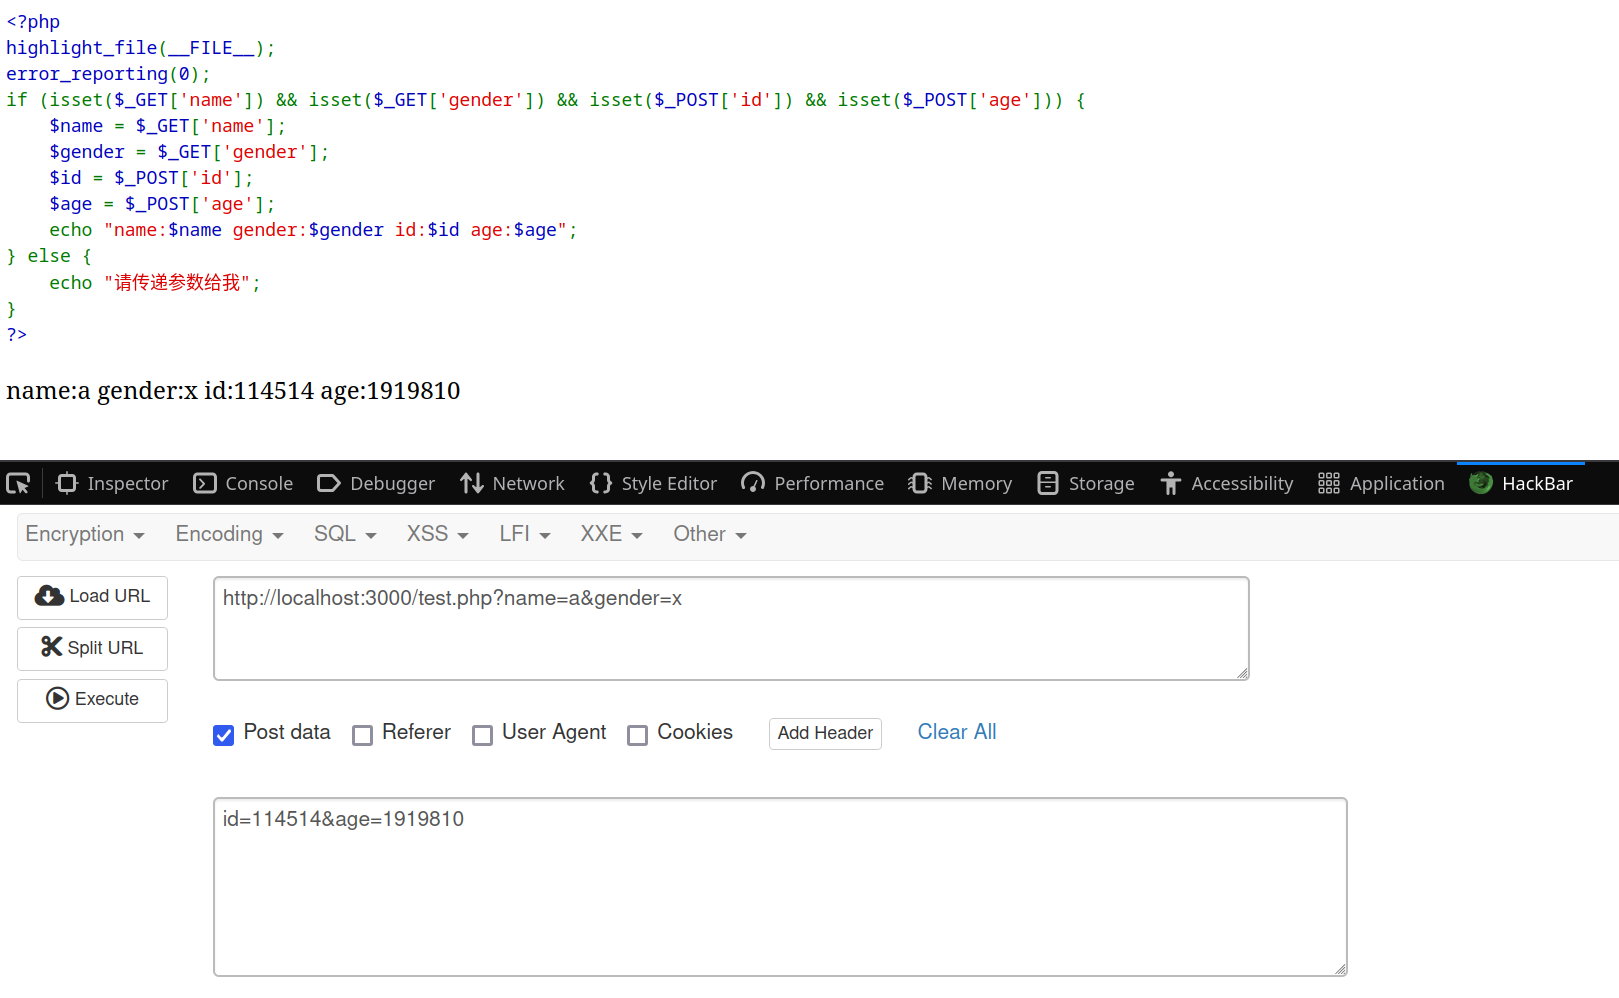 <?php
highlight_file(__FILE__);
error_reporting(0);
if (isset($_GET['name']) && isset($_GET['gender']) && isset($_POST['id']) && isset($_POST['age'])) {
    $name = $_GET['name'];
    $gender = $_GET['gender'];
    $id = $_POST['id'];
    $age = $_POST['age'];
    echo "name:$name gender:$gender id:$id age:$age";
} else {
    echo "请传递参数给我";
}
?>
name:a gender:x id:114514 age:1919810
Inspector Console Debugger Network Style Editor Performance Memory Storage Accessibility Application HackBar
Encryption Encoding SQL XSS LFI XXE Other
Load URL
http://localhost:3000/test.php?name=a&gender=x
Split URL
Execute
Post data Referer User Agent Cookies Add Header Clear All
id=114514&age=1919810